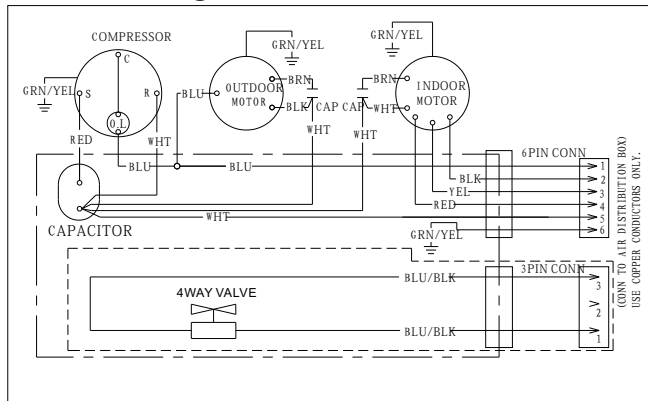 COMPRESSOR
GRN/YEL
GRN/YEL
C
GRN/YEL
S
R
O.L
BLU
OUTDOOR
MOTOR
BRN
BLK
CAP
CAP
BRN
WHT
INDOOR
MOTOR
RED
WHT
WHT
WHT
BLU
BLU
6PIN CONN
1
BLK
2
YEL
3
RED
4
WHT
5
GRN/YEL
6
CAPACITOR
(CONN TO AIR DISTRIBUTION BOX)
USE COPPER CONDUCTORS ONLY.
3PIN CONN
BLU/BLK
3
4WAY VALVE
2
BLU/BLK
1